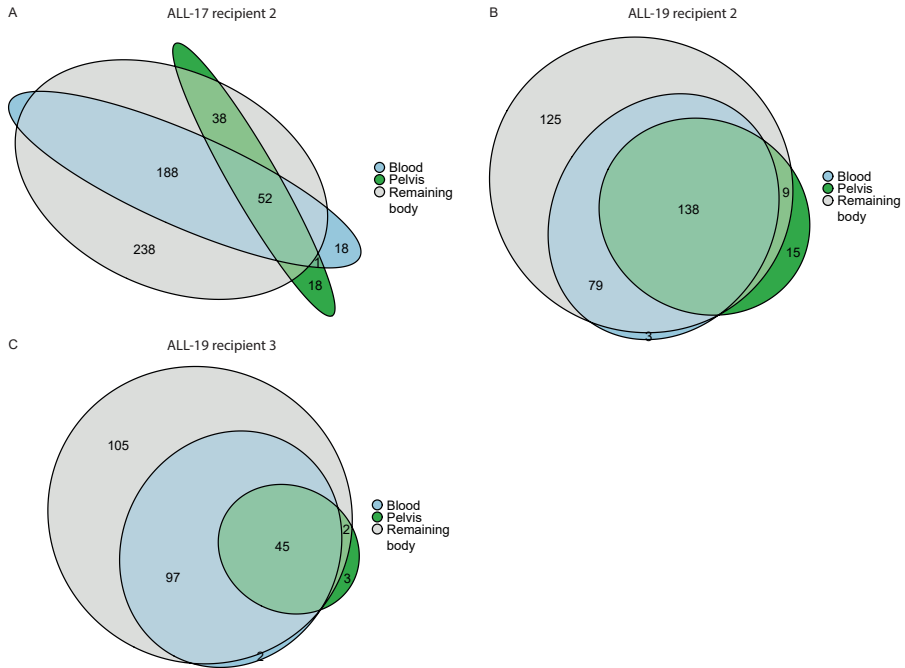 A
ALL-17 recipient 2
38
188
52
238
18
1
18
Blood
Pelvis
Remaining
body
B
ALL-19 recipient 2
125
9
138
15
79
3
Blood
Pelvis
Remaining
body
C
ALL-19 recipient 3
105
2
45
3
97
2
Blood
Pelvis
Remaining
body